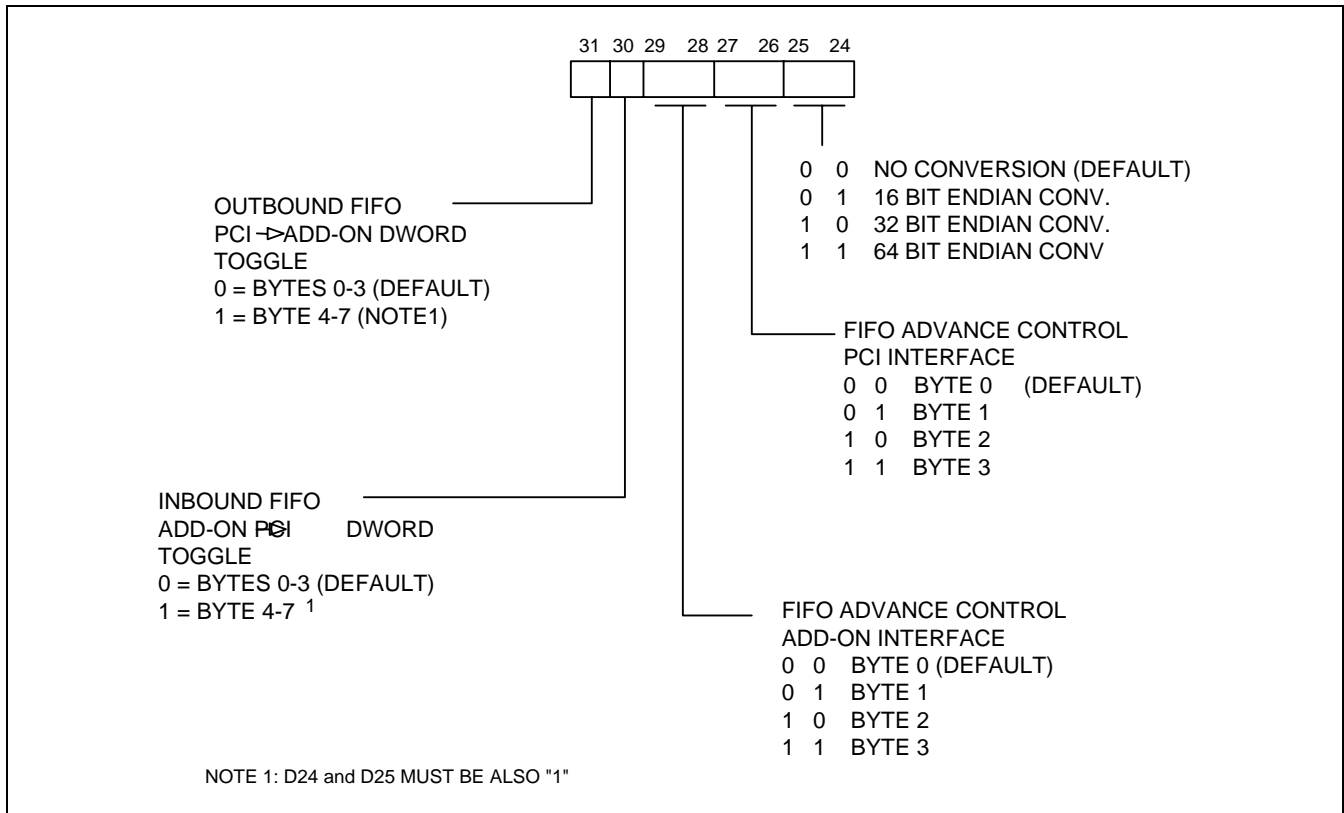 31 30 29 28 27 26 25 24
0 0 NO CONVERSION (DEFAULT)
0 1 16 BIT ENDIAN CONV.
1 0 32 BIT ENDIAN CONV.
1 1 64 BIT ENDIAN CONV
OUTBOUND FIFO
PCI ADD-ON DWORD
TOGGLE
0 = BYTES 0-3 (DEFAULT)
1 = BYTE 4-7 (NOTE1)
FIFO ADVANCE CONTROL
PCI INTERFACE
0 0 BYTE 0 (DEFAULT)
0 1 BYTE 1
1 0 BYTE 2
1 1 BYTE 3
INBOUND FIFO
ADD-ON PCI DWORD
TOGGLE
0 = BYTES 0-3 (DEFAULT)
1 = BYTE 4-7 1
FIFO ADVANCE CONTROL
ADD-ON INTERFACE
0 0 BYTE 0 (DEFAULT)
0 1 BYTE 1
1 0 BYTE 2
1 1 BYTE 3
NOTE 1: D24 and D25 MUST BE ALSO "1"